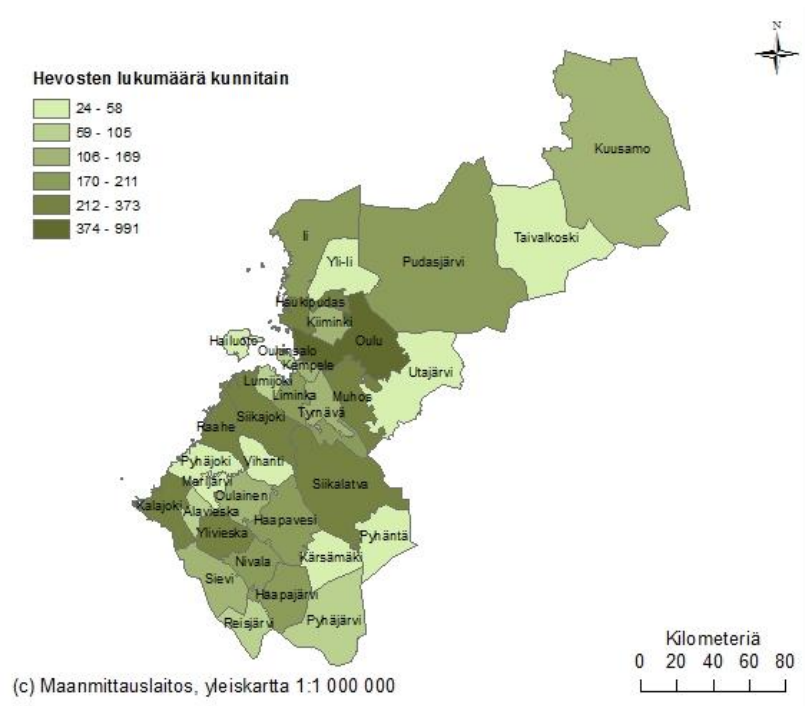 N
Hevosten lukumäärä kunnitain
24 - 58
59 - 105
106 - 169
170 - 211
212 - 373
374 - 991
Kuusamo
Taivalkoski
Pudasjärvi
Ii
Yli-Ii
Haukipudas
Kiiminki
Oulu
Hailuoto
Oulunsalo
Kempele
Utajärvi
Lumijoki
Liminka
Muhos
Tyrnävä
Siikajoki
Raahe
Pyhäjoki
Vihanti
Merijärvi
Oulainen
Siikalatva
Kalajoki
Alavieska
Haapavesi
Ylivieska
Pyhäntä
Kärsämäki
Nivala
Sievi
Haapajärvi
Reisjärvi
Pyhäjärvi
Kilometriä
0 20 40 60 80
(c) Maanmittauslaitos, yleiskartta 1:1 000 000